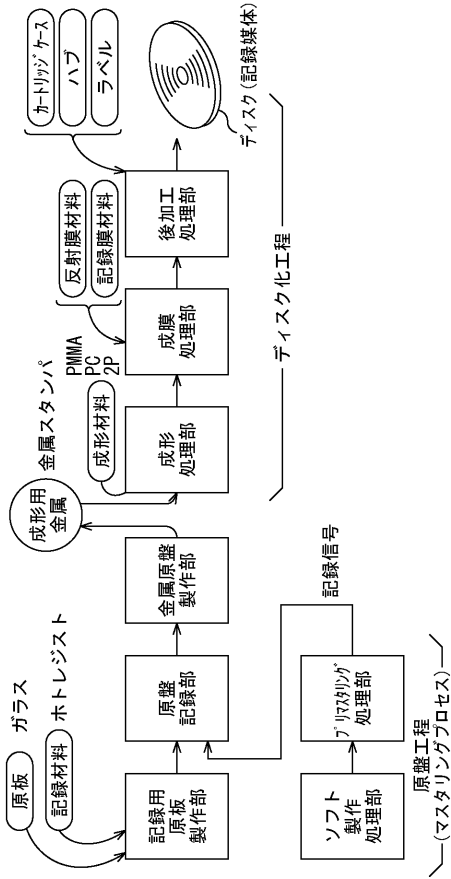 原板
ガラス
記録材料
ホトレジスト
記録用
原板
製作部
原盤
記録部
金属原盤
製作部
成形用
金属
金属スタンパ
成形材料
PMMA
PC
2P
成形
処理部
反射膜材料
記録膜材料
成膜
処理部
カートリッジケース
ハブ
ラベル
後加工
処理部
ディスク(記録媒体)
ディスク化工程
ソフト
製作
処理部
プリマスタリング
処理部
記録信号
原盤工程
(マスタリングプロセス)